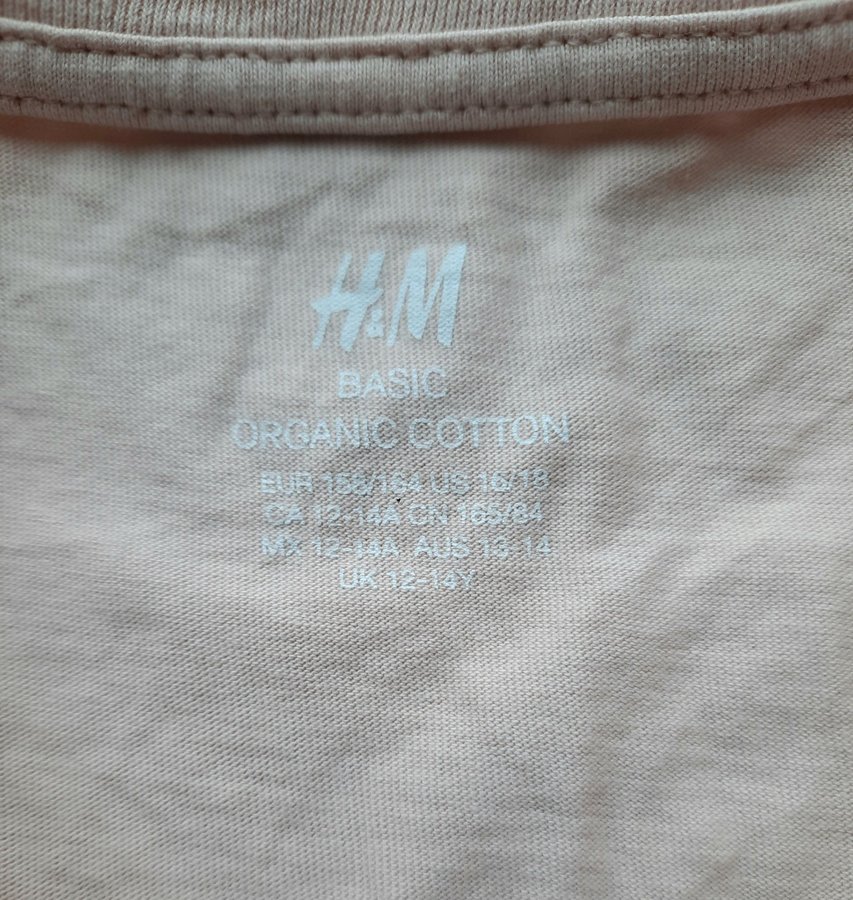 H&M
BASIC
ORGANIC COTTON
EUR 158/164 US 16/18
CA 12-14A CN 165/84
MX 12-14A AUS 13-14
UK 12-14Y